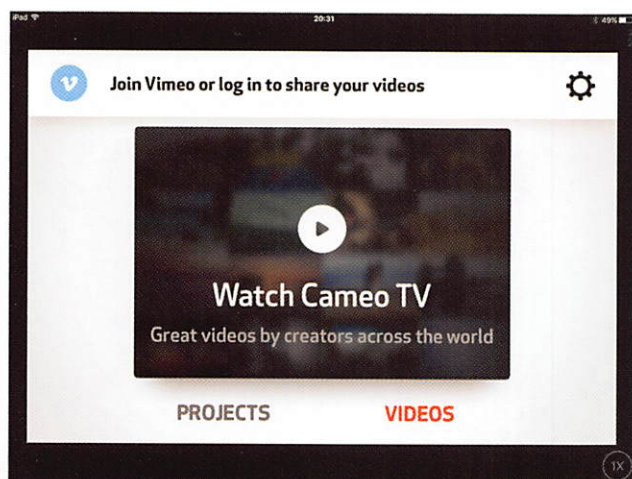 iPad 20:31 49%
Join Vimeo or log in to share your videos
Watch Cameo TV
Great videos by creators across the world
PROJECTS VIDEOS
1X